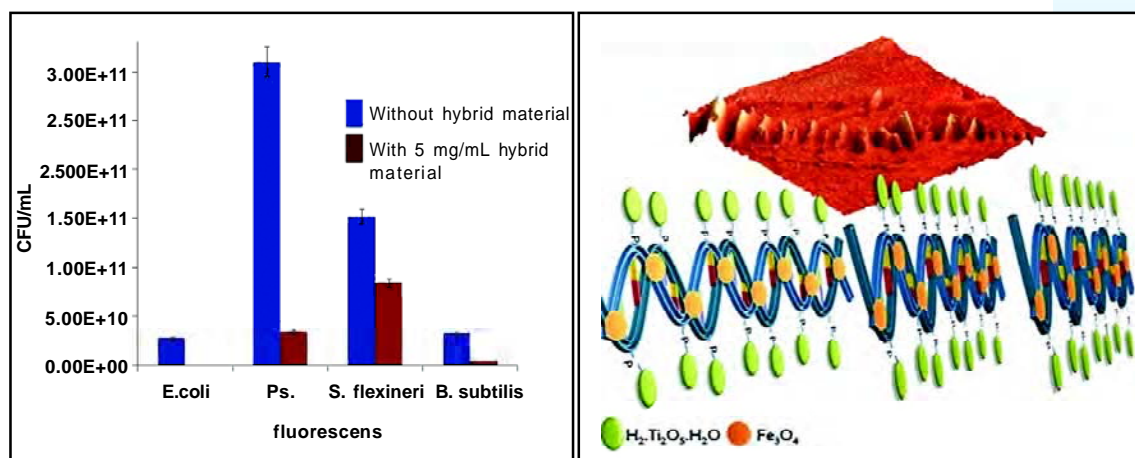 3.00E+11
2.50E+11
2.500E+11
1.50E+11
1.00E+11
5.00E+10
0.00E+00
CFU/mL
Without hybrid material
With 5 mg/mL hybrid
material
E.coli Ps. S. flexineri B. subtilis
fluorescens
H₂.Ti₂O₅.H₂O Fe₃O₄